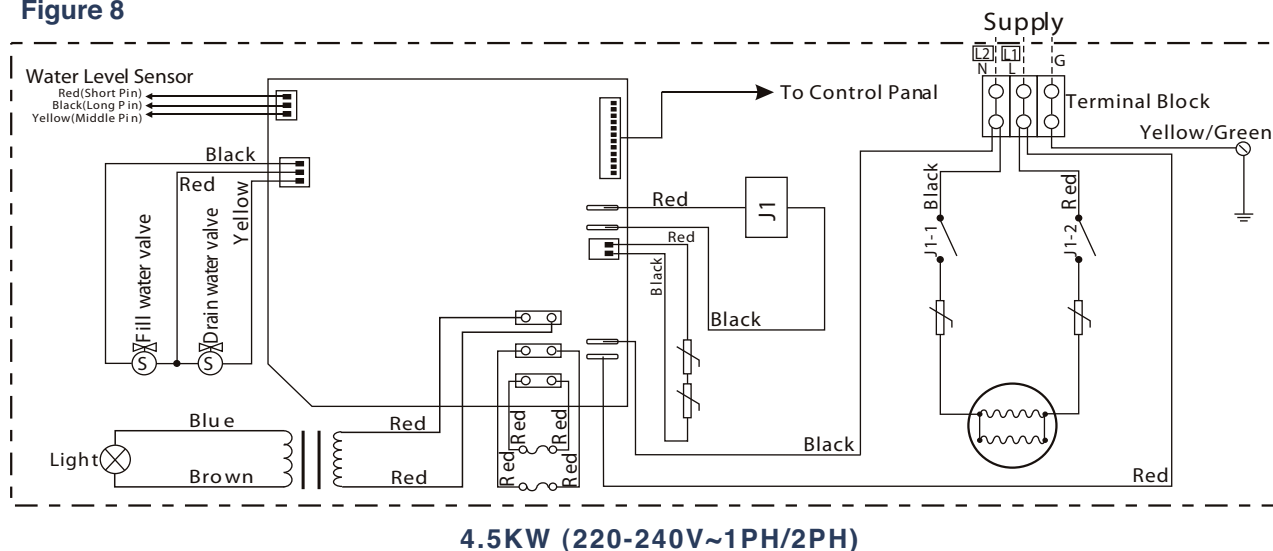 Figure 8
Supply
L2 L1 G
N L
Water Level Sensor
Red(Short Pin)
Black(Long Pin)
Yellow(Middle Pin)
To Control Panal
Terminal Block
Yellow/Green
Black
Red
Yellow
Fill water valve
Drain water valve
S
S
Red
J1
Red
Black
Black
Black
Red
J1-1
J1-2
Light
Blue
Brown
Red
Red
Red
Red
Red
Red
Black
Red
4.5KW (220-240V~1PH/2PH)